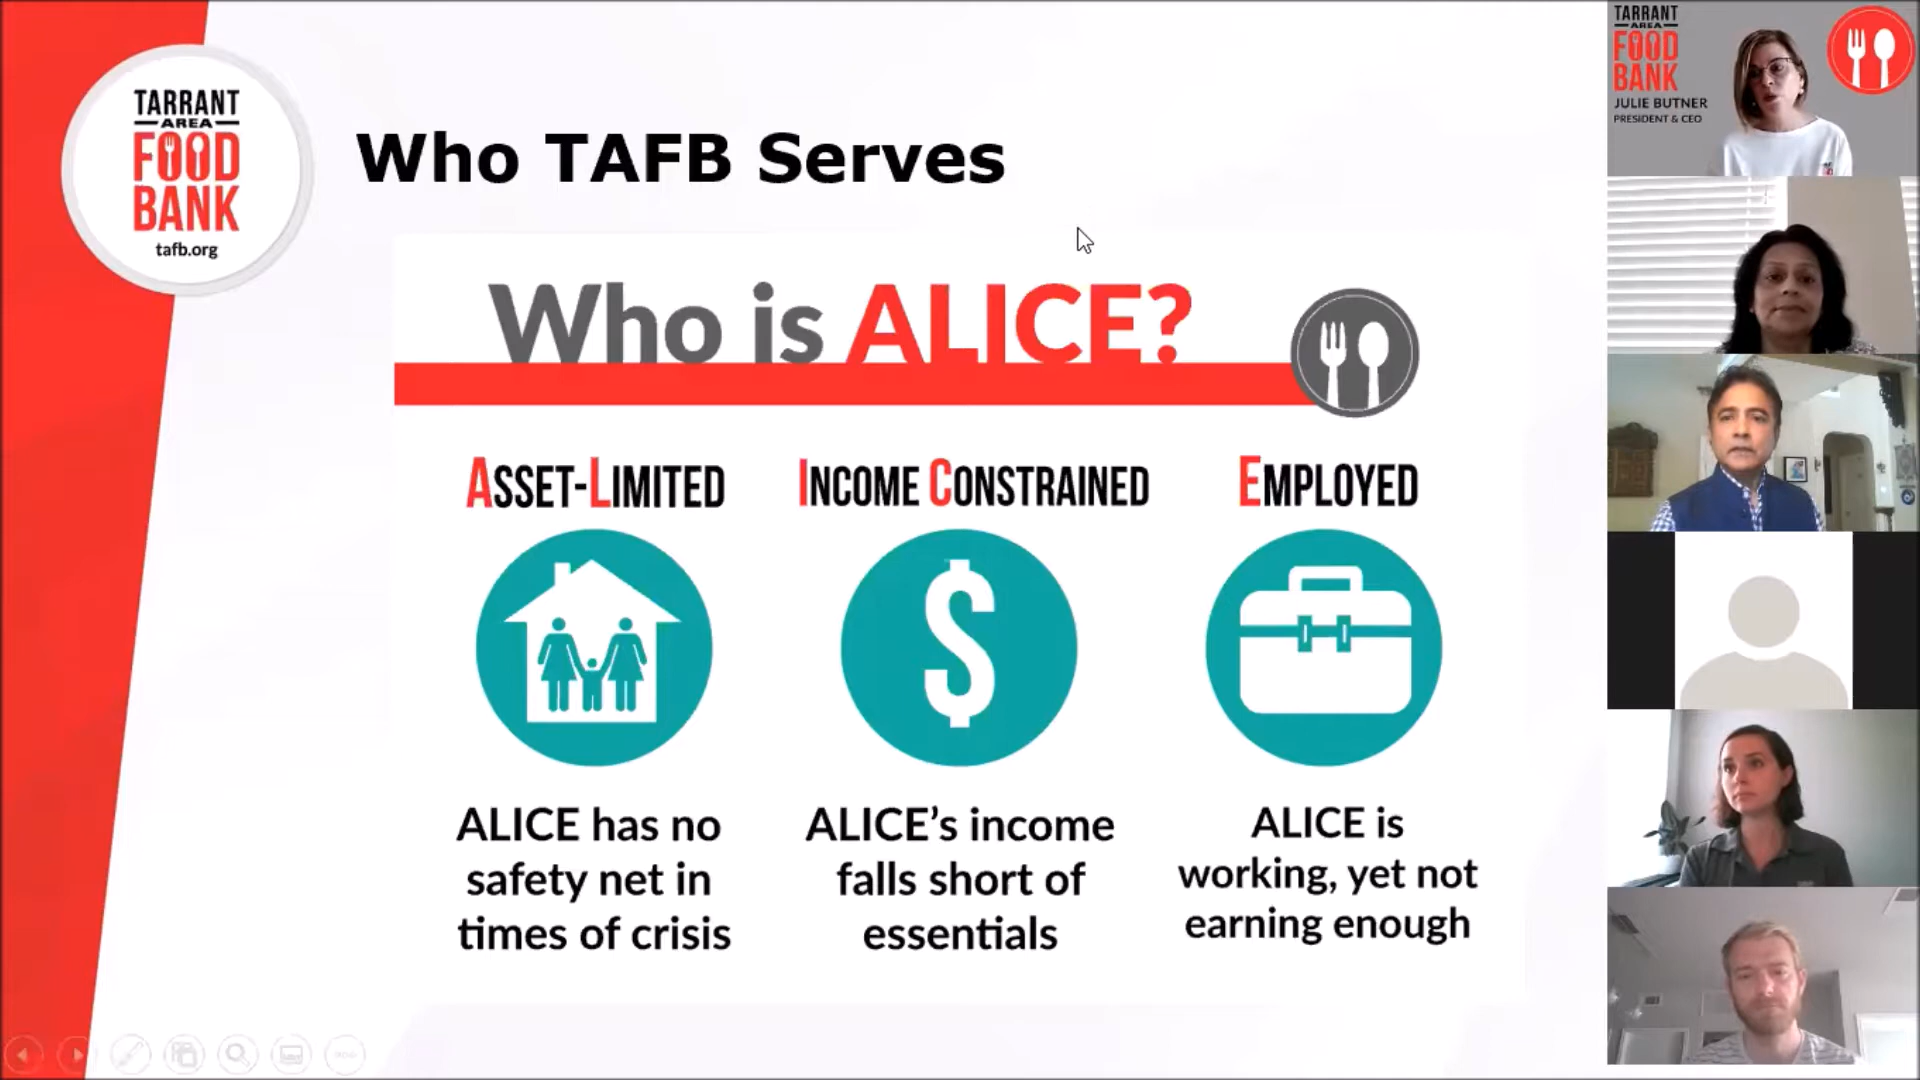 TARRANT
AREA
FOOD
BANK
tafb.org
Who TAFB Serves
Who is ALICE?
ASSET-LIMITED
INCOME CONSTRAINED
EMPLOYED
ALICE has no
safety net in
times of crisis
ALICE's income
falls short of
essentials
ALICE is
working, yet not
earning enough
TARRANT
AREA
FOOD
BANK
JULIE BUTNER
PRESIDENT & CEO